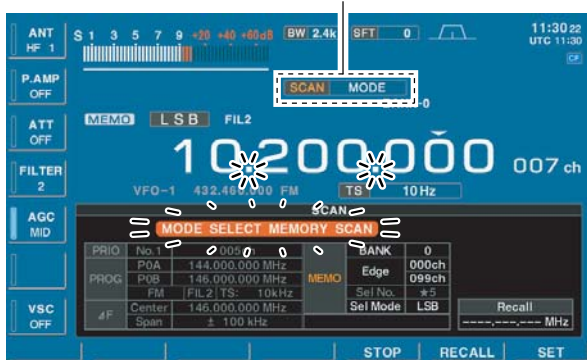 ANT
HF 1
S 1 3 5 7 9 +20 +40 +60dB
BW 2.4k
SFT 0
11:30 22
UTC 11:30
CF
P.AMP
OFF
SCAN MODE
MEMO LSB FIL2
ATT
OFF
10.200.000
007 ch
FILTER
2
VFO-1 432.460.000 FM
TS 10Hz
SCAN
AGC
MID
MODE SELECT MEMORY SCAN
PRIO No.1 005ch
BANK 0
PROG
P0A 144.000.000 MHz
P0B 146.000.000 MHz
MEMO
Edge 000ch
099ch
FM FIL2 TS: 10kHz
Sel No. ★5
ΔF
Center 146.000.000 MHz
Sel Mode LSB
Span ± 100 kHz
Recall
----,---,--- MHz
VSC
OFF
STOP RECALL SET